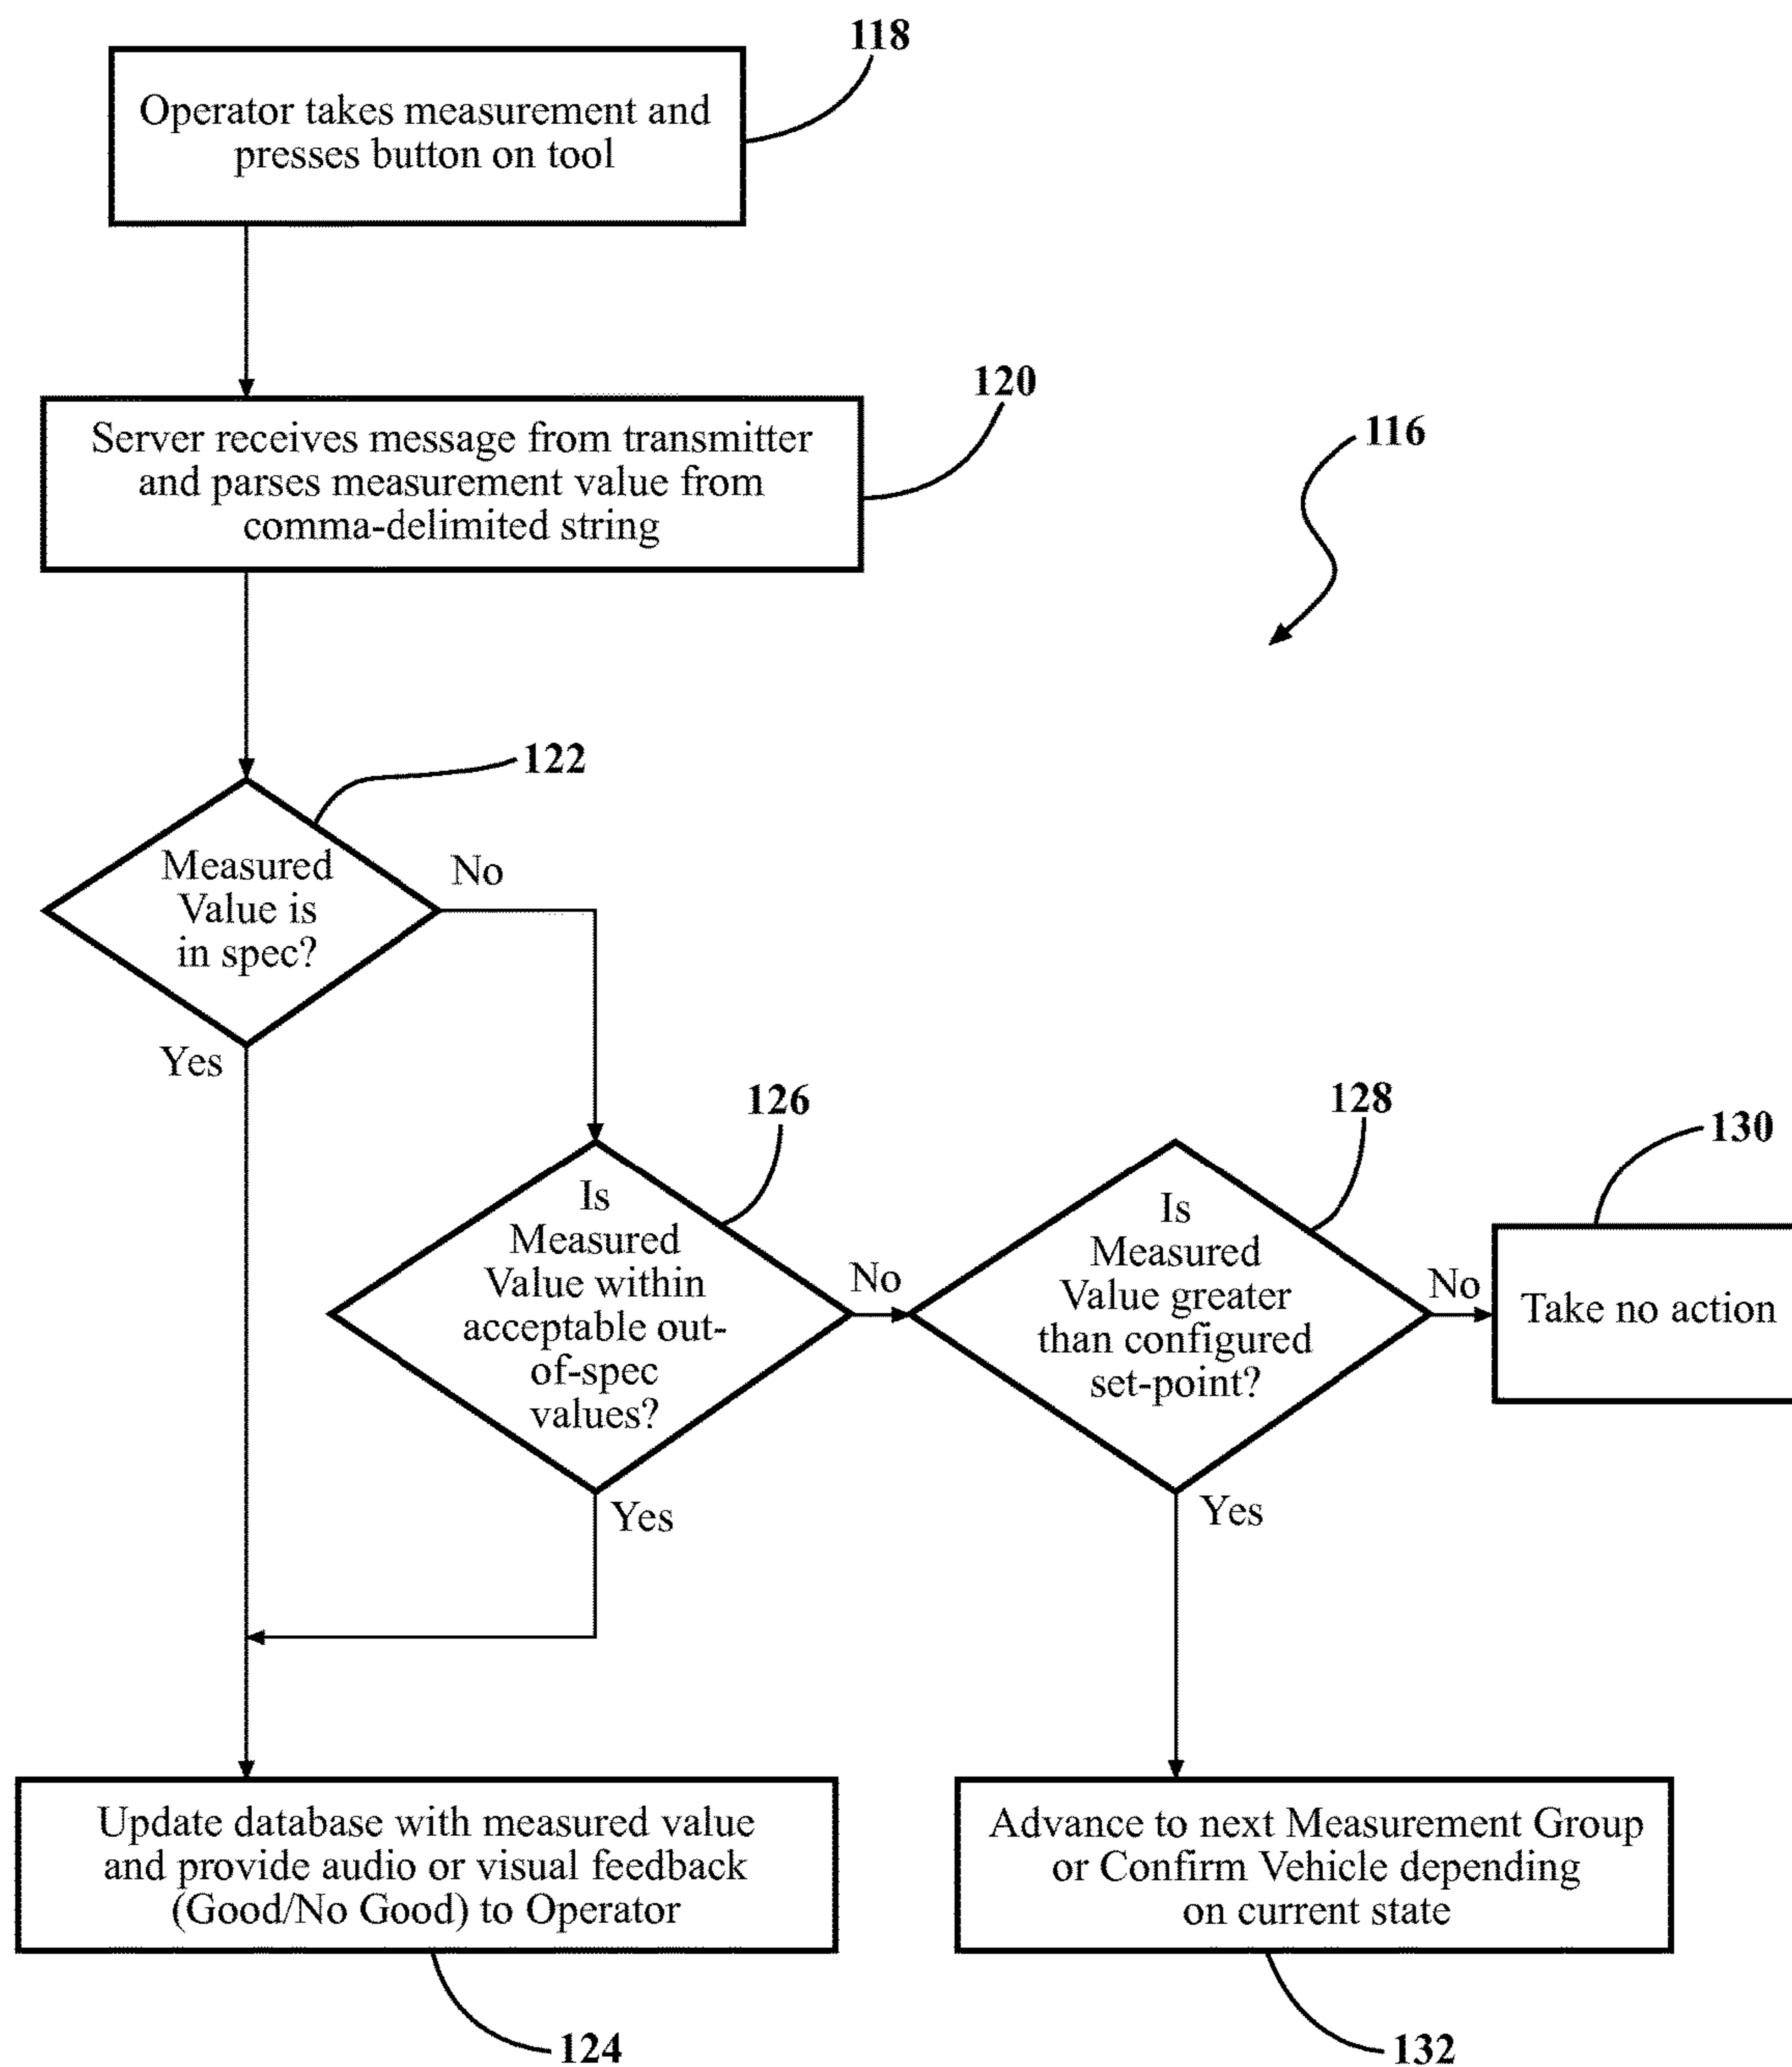 118
Operator takes measurement and
presses button on tool
120
Server receives message from transmitter
and parses measurement value from
comma-delimited string
116
122
Measured
Value is
in spec?
No
Yes
126
Is
Measured
Value within
acceptable out-
of-spec
values?
No
Yes
128
Is
Measured
Value greater
than configured
set-point?
No
Yes
130
Take no action
Update database with measured value
and provide audio or visual feedback
(Good/No Good) to Operator
124
Advance to next Measurement Group
or Confirm Vehicle depending
on current state
132